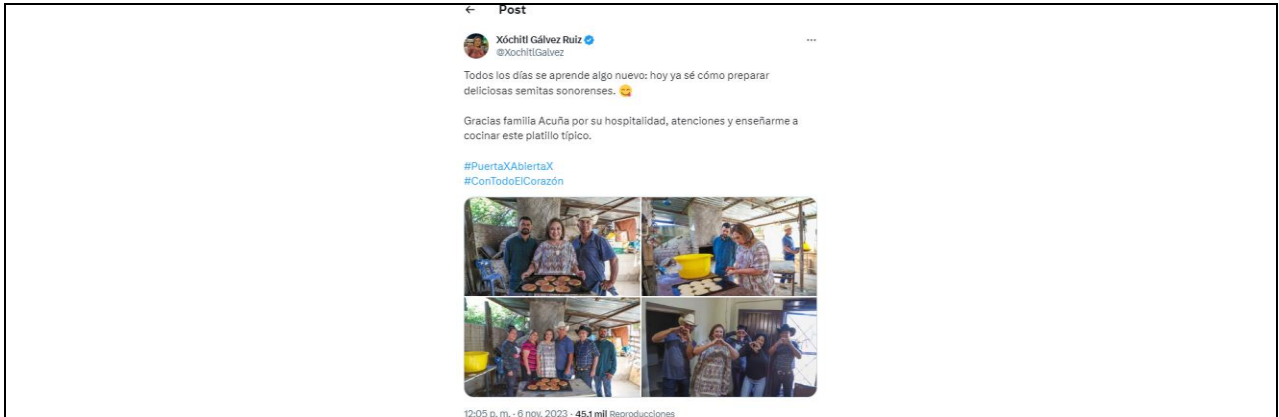 ← Post
Xóchitl Gálvez Ruiz
@XochitlGalvez
Todos los días se aprende algo nuevo: hoy ya sé cómo preparar
deliciosas semitas sonorenses. 😋
Gracias familia Acuña por su hospitalidad, atenciones y enseñarme a
cocinar este platillo típico.
#PuertaXAbiertaX
#ConTodoElCorazón
12:05 p. m. · 6 nov. 2023 · 45,1 mil Reproducciones